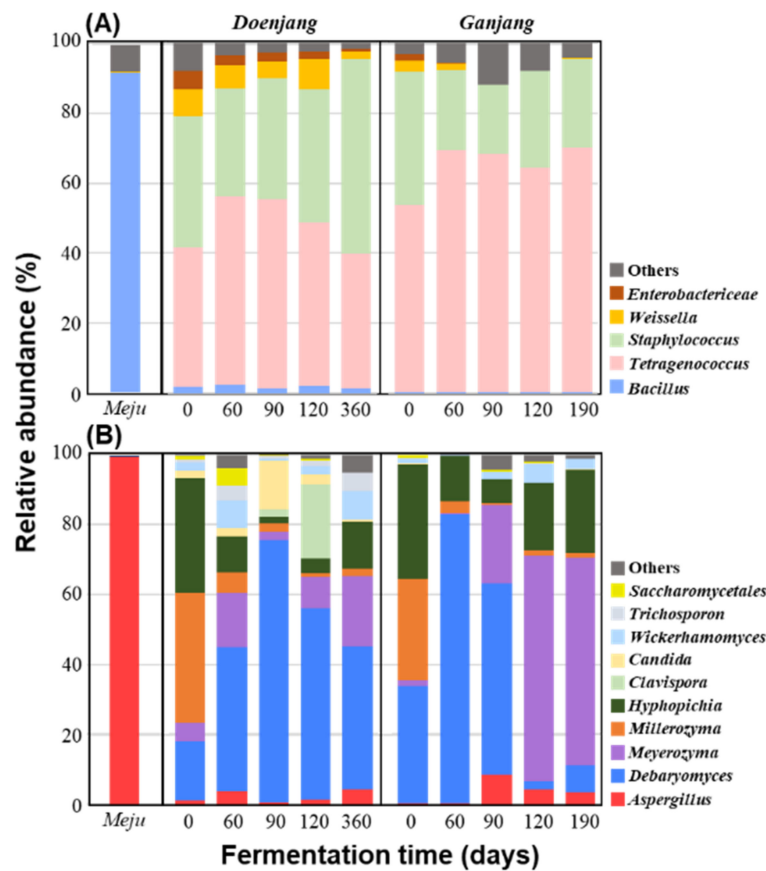 (A)
Doenjang
Ganjang
100
80
60
40
20
0
Meju
0 60 90 120 360
0 60 90 120 190
Others
Enterobactericeae
Weissella
Staphylococcus
Tetragenococcus
Bacillus
Relative abundance (%)
(B)
100
80
60
40
20
0
Meju
0 60 90 120 360
0 60 90 120 190
Others
Saccharomycetales
Trichosporon
Wickerhamomyces
Candida
Clavispora
Hyphopichia
Millerozyma
Meyerozyma
Debaryomyces
Aspergillus
Fermentation time (days)